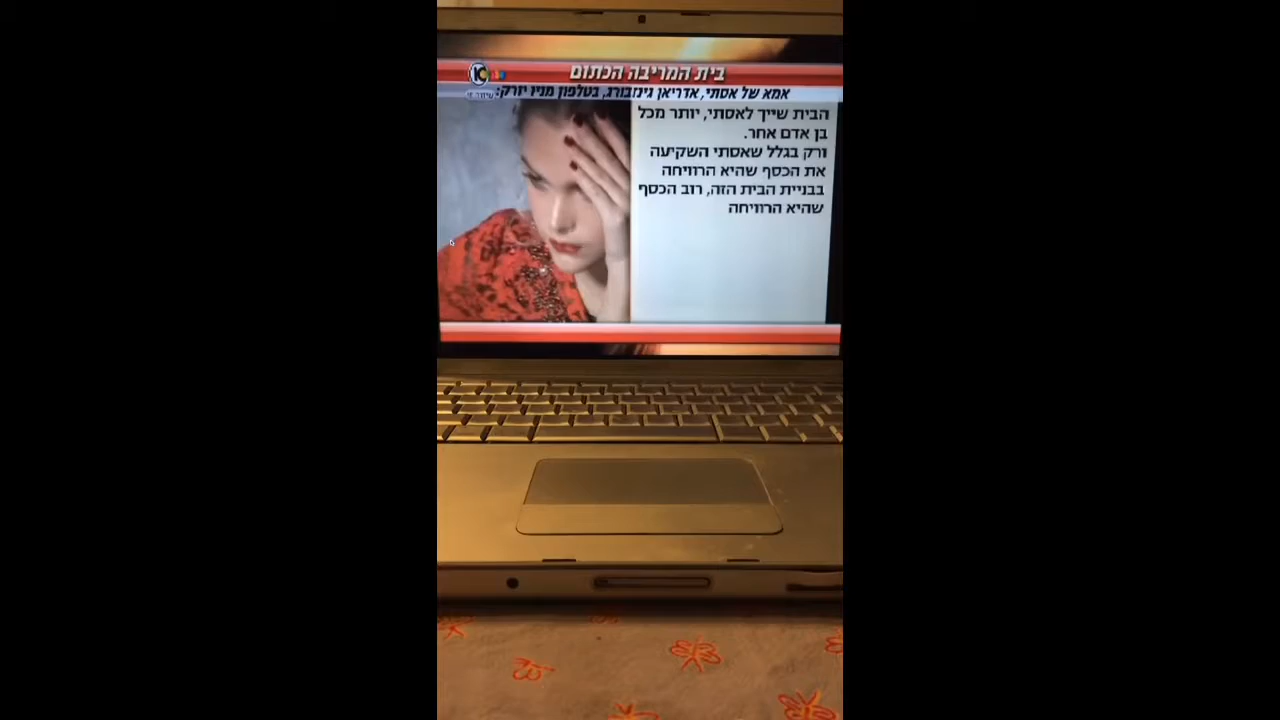 בית המריבה הכתום
אמא של אסתי, אדריאן גינזבורג, בטלפון מניו יורק:
הבית שייך לאסתי, יותר מכל
בן אדם אחר.
ורק בגלל שאסתי השקיעה
את הכסף שהיא הרוויחה
בבניית הבית הזה, רוב הכסף
שהיא הרוויחה